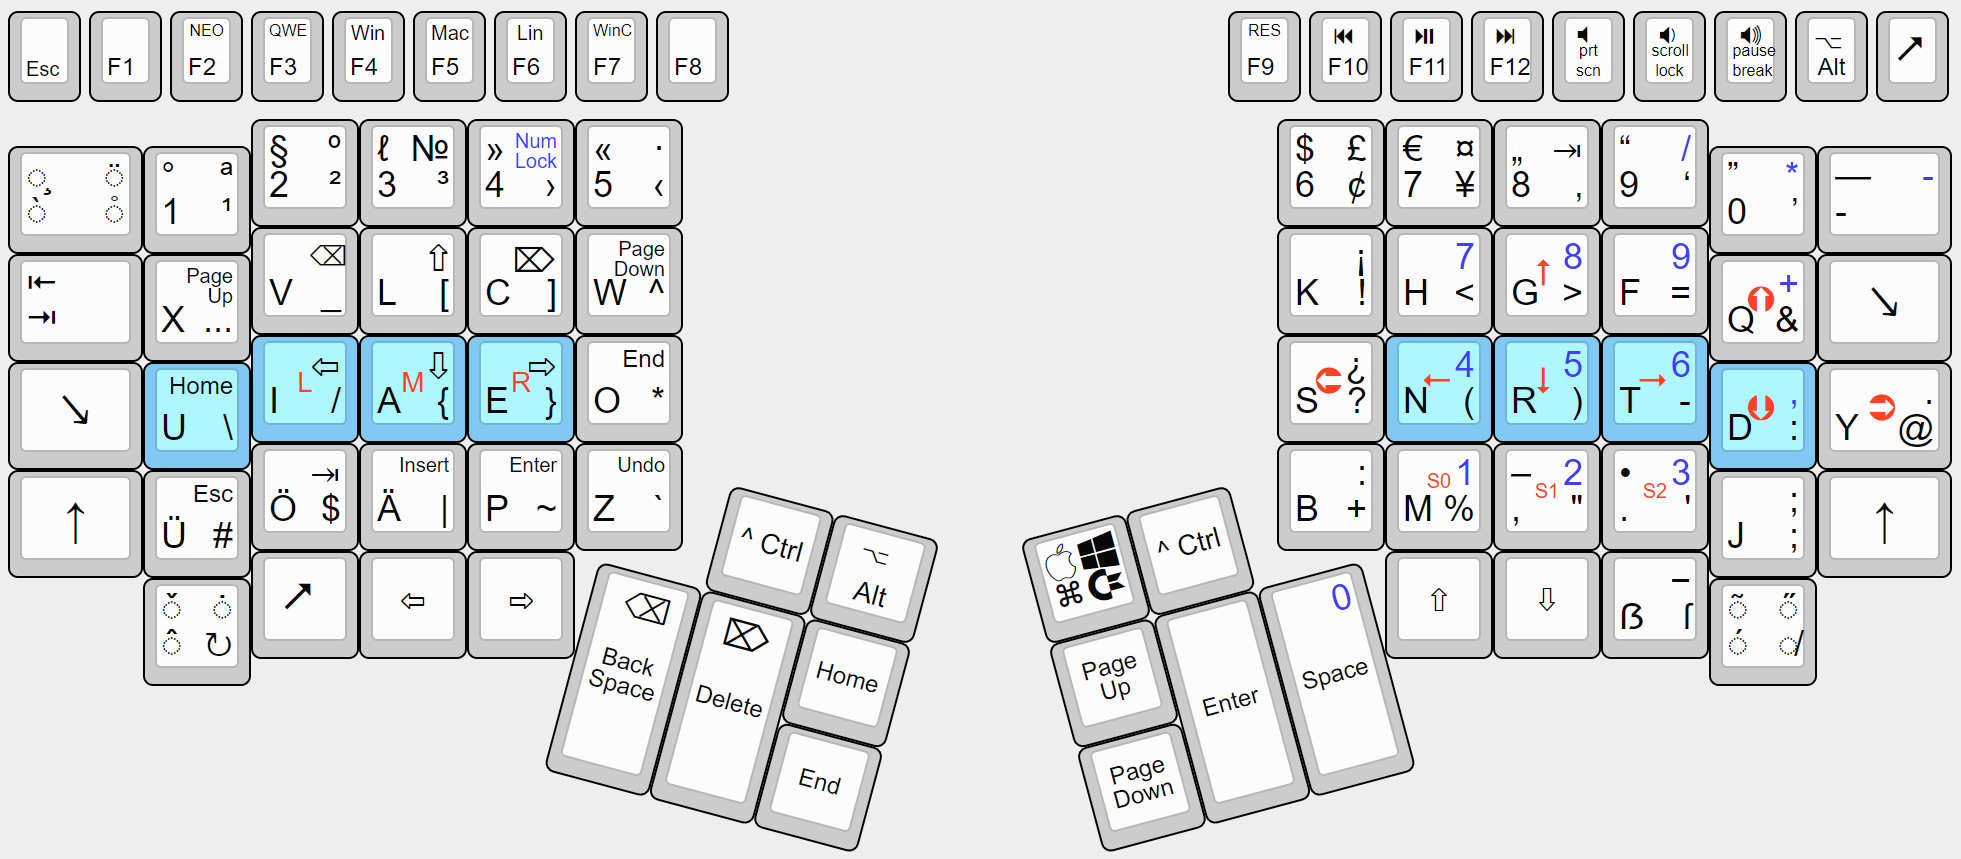 Esc
F1
NEO
F2
QWE
F3
Win
F4
Mac
F5
Lin
F6
WinC
F7
F8
RES
F9
⏮
F10
⏯
F11
⏭
F12
prt
scn
scroll
lock
pause
break
⌥
Alt
↗
◌̧ ◌̈
◌̀ ◌̊
° ª
1 ¹
§ º
2 ²
ℓ №
3 ³
» Num
Lock
4 ›
« ·
5 ‹
$ £
6 ¢
€ ¤
7 ¥
„ ⇥
8 ‚
“ /
9 ‘
” *
0 ’
— -
-
⇤
⇥
Page
Up
X ...
⌫
V _
⇧
L [
⌦
C ]
Page
Down
W ^
¡
K !
7
H <
↑ 8
G >
9
F =
+
Q &
↘
↘
Home
U \
L ⇦
I /
M ⇩
A {
R ⇨
E }
End
O *
¿
S ?
← 4
N (
↓ 5
R )
→ 6
T -
,
D :
.
Y @
↑
Esc
Ü #
⇥
Ö $
Insert
Ä |
Enter
P ~
Undo
Z `
:
B +
S0 1
M %
– S1 2
, "
• S2 3
. '
;
J ;
↑
◌̌ ◌̇
◌̂ ↻
↗
⇦
⇨
^ Ctrl
⌥
Alt
⌫
Back
Space
⌦
Delete
Home
End
⌘
^ Ctrl
Page
Up
Page
Down
Enter
0
Space
⇧
⇩
–
ß ſ
◌̃ ◌̋
◌́ ◌̸